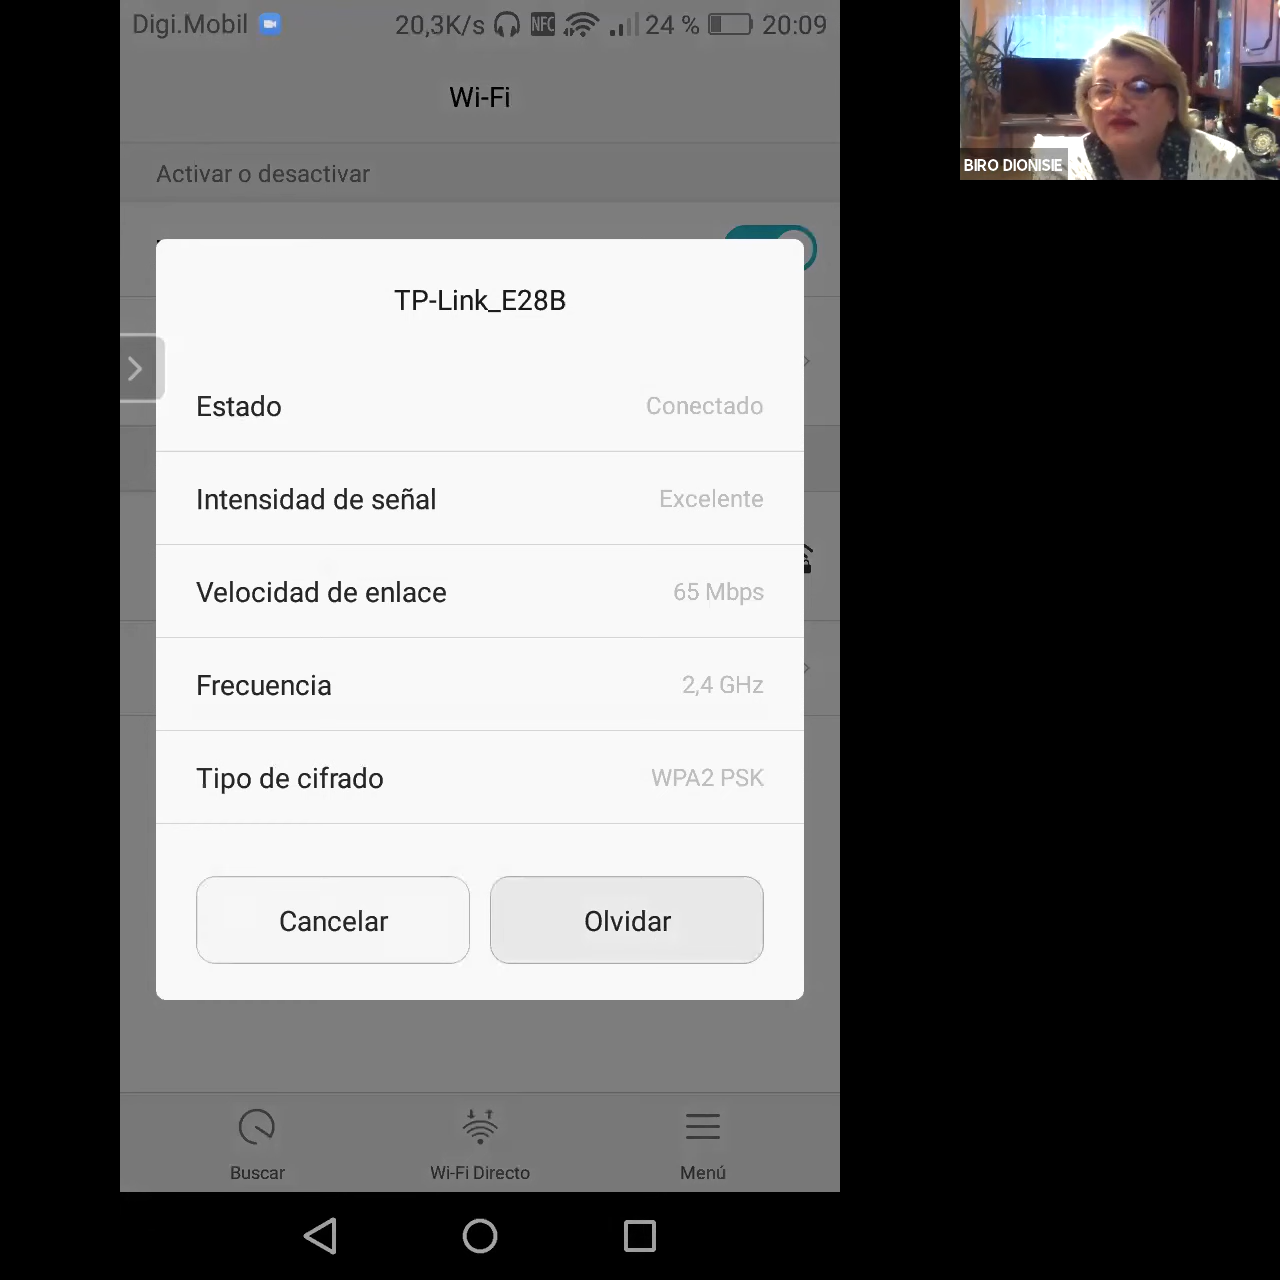 Digi.Mobil 20,3K/s NFC 24 % 20:09
Wi-Fi
Activar o desactivar
TP-Link_E28B
Estado Conectado
Intensidad de señal Excelente
Velocidad de enlace 65 Mbps
Frecuencia 2,4 GHz
Tipo de cifrado WPA2 PSK
Cancelar Olvidar
Buscar Wi-Fi Directo Menú
BIRO DIONISIE